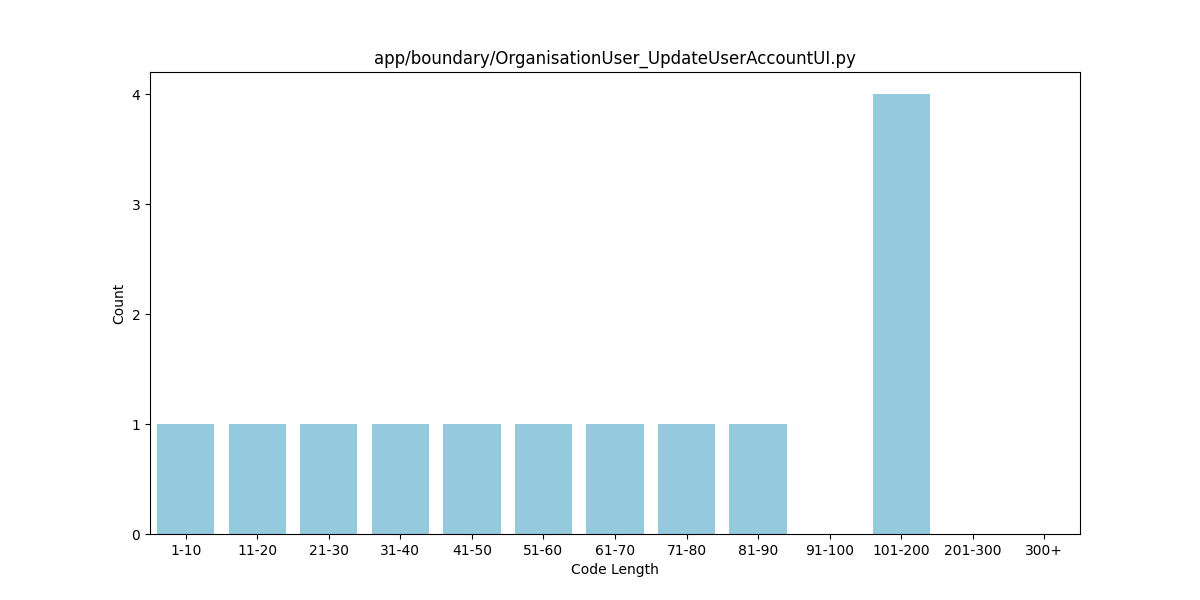 app/boundary/OrganisationUser_UpdateUserAccountUI.py
4
3
2
1
0
Count
1-10 11-20 21-30 31-40 41-50 51-60 61-70 71-80 81-90 91-100 101-200 201-300 300+
Code Length